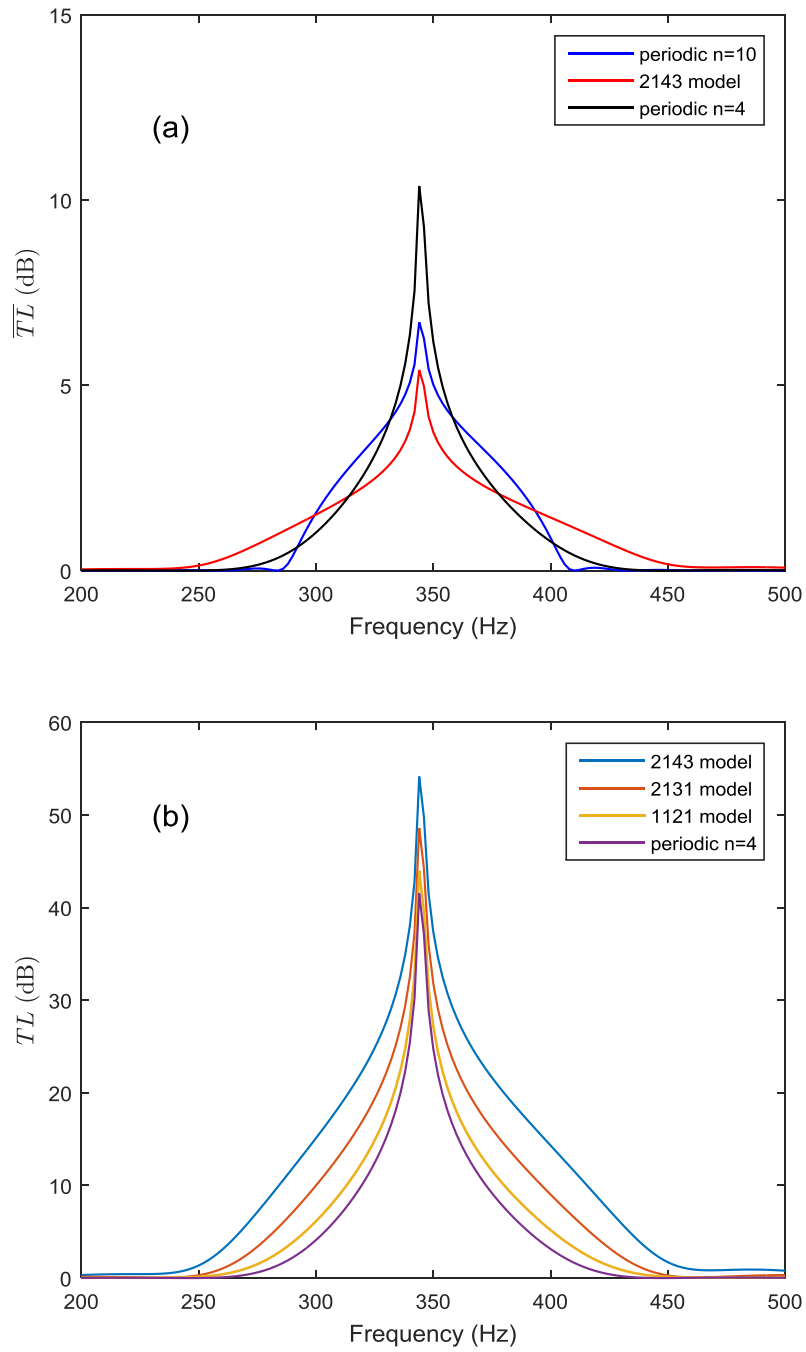 15
10
5
0
200
250
300
350
400
450
500
Frequency (Hz)
TL (dB)
(a)
periodic n=10
2143 model
periodic n=4
60
50
40
30
20
10
0
200
250
300
350
400
450
500
Frequency (Hz)
TL (dB)
(b)
2143 model
2131 model
1121 model
periodic n=4